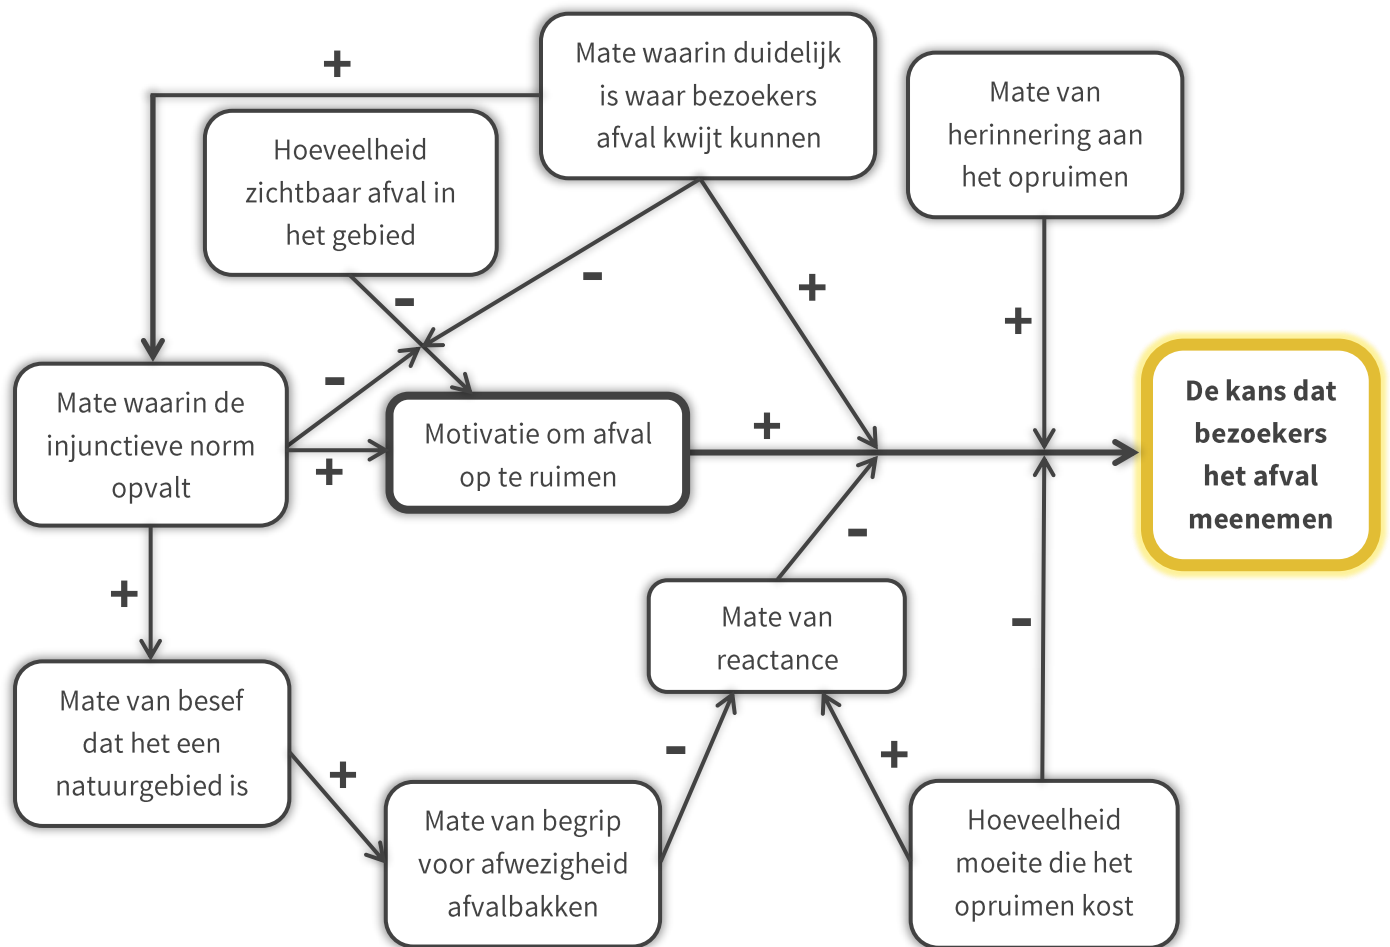 Mate waarin duidelijk
is waar bezoekers
afval kwijt kunnen
+
Mate van
herinnering aan
het opruimen
Hoeveelheid
zichtbaar afval in
het gebied
-
-
+
+
De kans dat
bezoekers
het afval
meenemen
Mate waarin de
injunctieve norm
opvalt
-
+
Motivatie om afval
op te ruimen
+
-
+
Mate van
reactance
-
Mate van besef
dat het een
natuurgebied is
+
-
+
Mate van begrip
voor afwezigheid
afvalbakken
Hoeveelheid
moeite die het
opruimen kost